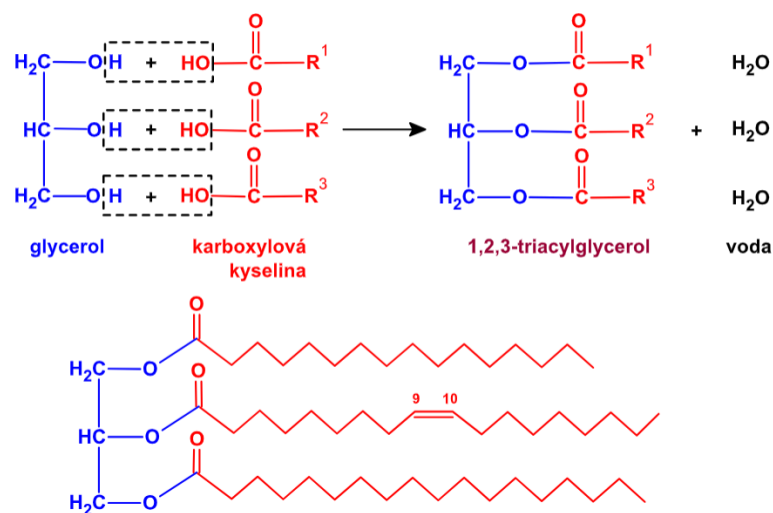 H₂C—OH + HO—C(=O)—R¹ H₂C—O—C(=O)—R¹ H₂O
HC—OH + HO—C(=O)—R² → HC—O—C(=O)—R² + H₂O
H₂C—OH + HO—C(=O)—R³ H₂C—O—C(=O)—R³ H₂O
glycerol karboxylová 1,2,3-triacylglycerol voda
kyselina
O
H₂C O
O 9 10
HC O
O
H₂C O